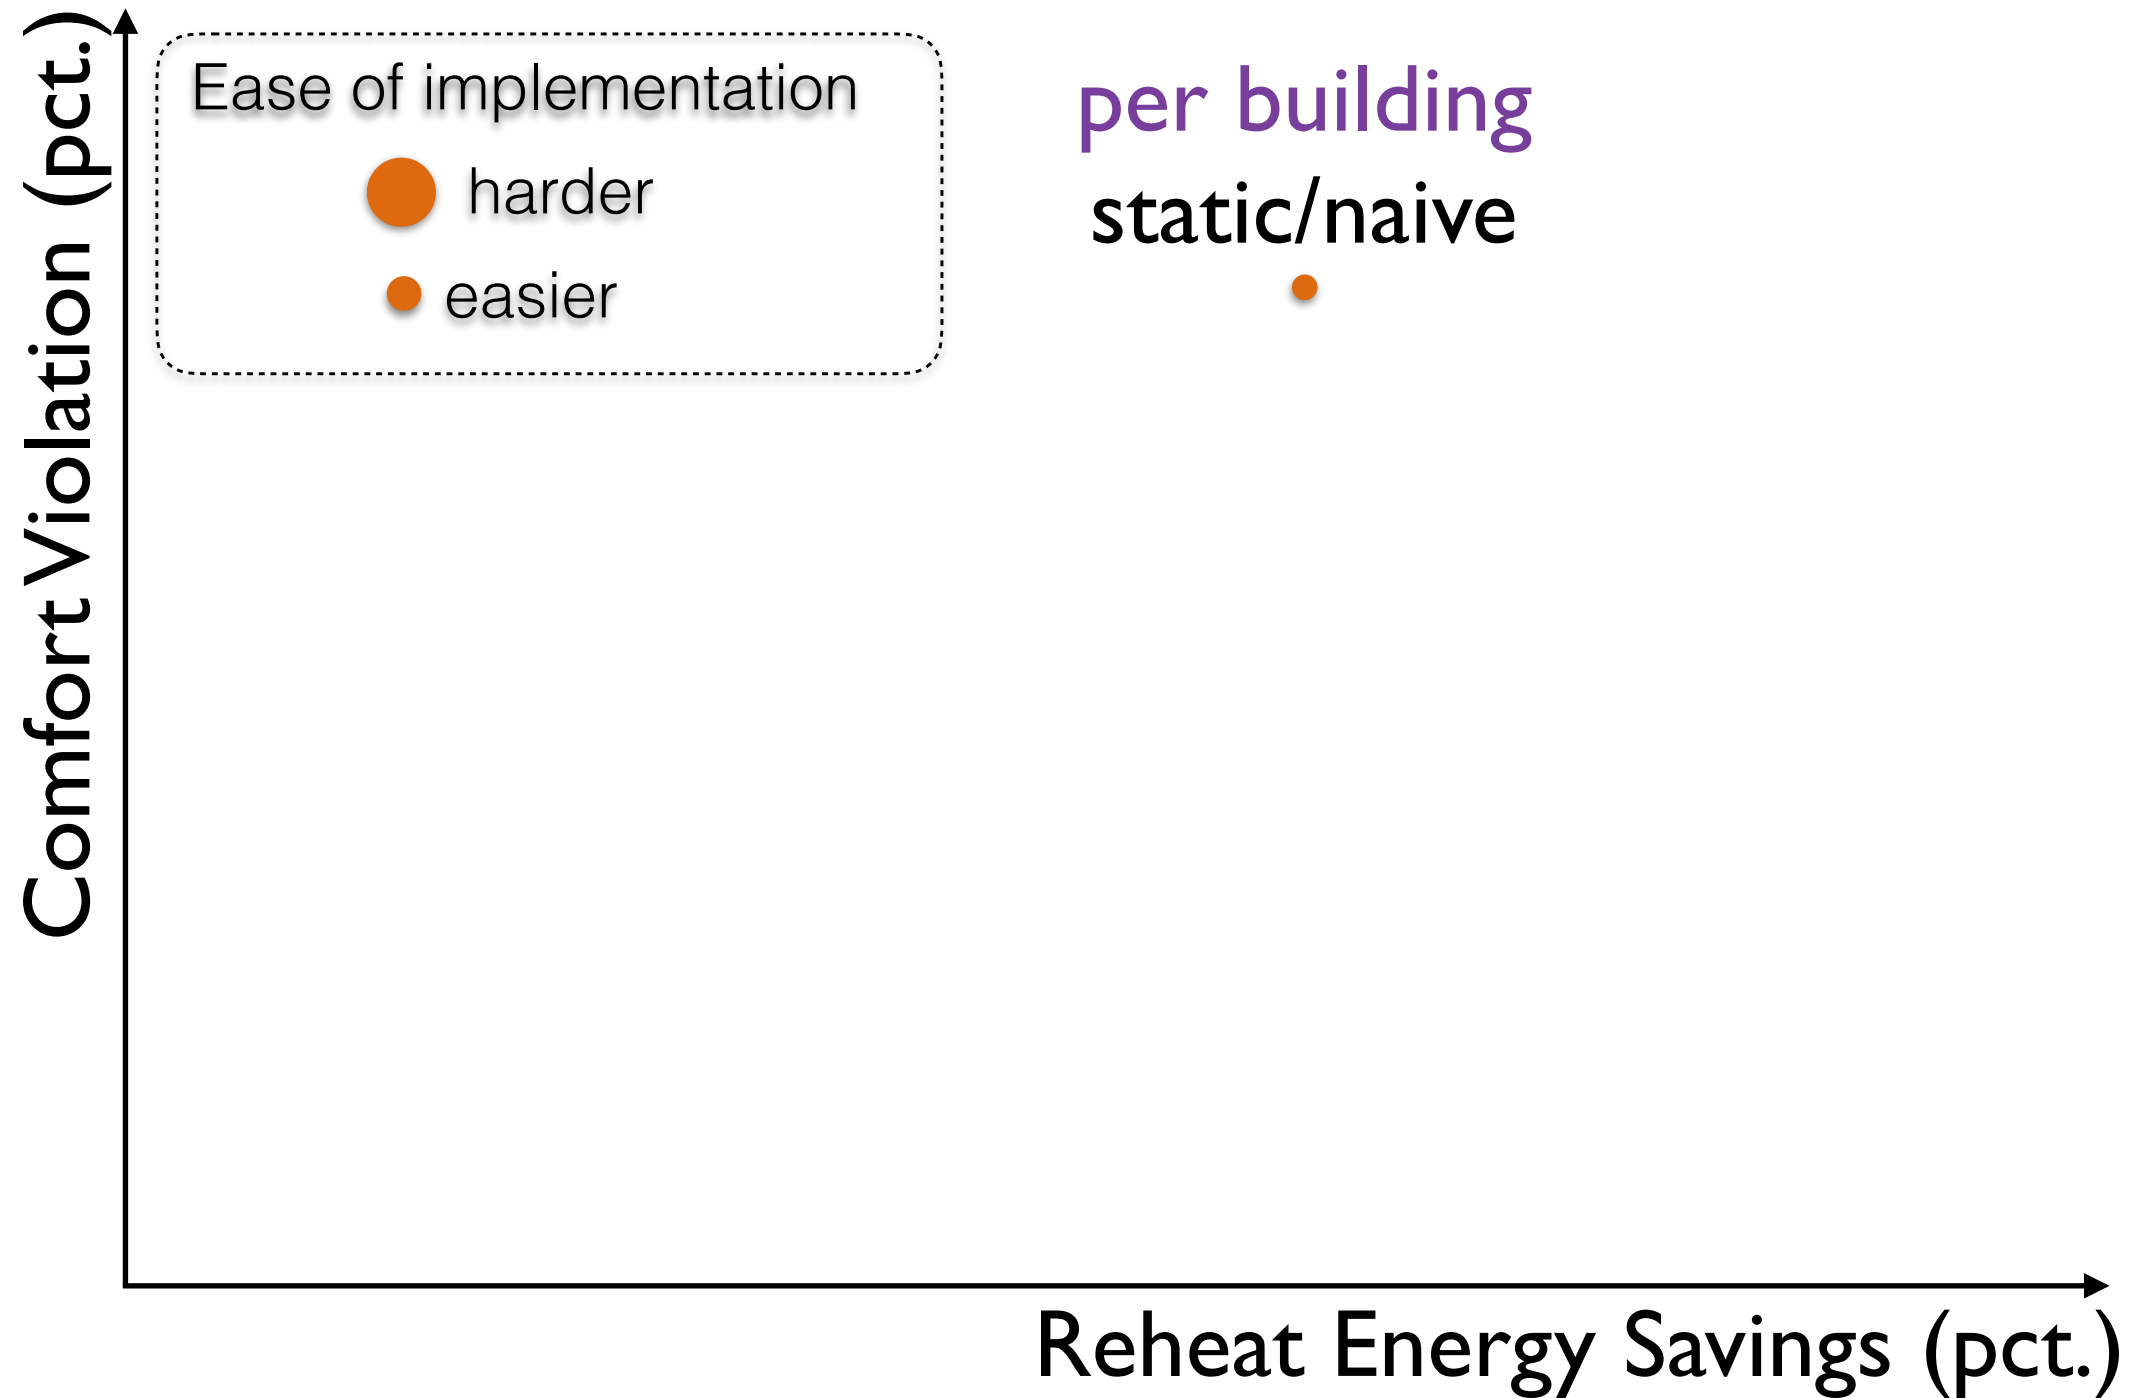 Comfort Violation (pct.)
Ease of implementation
harder
easier
per building
static/naive
Reheat Energy Savings (pct.)